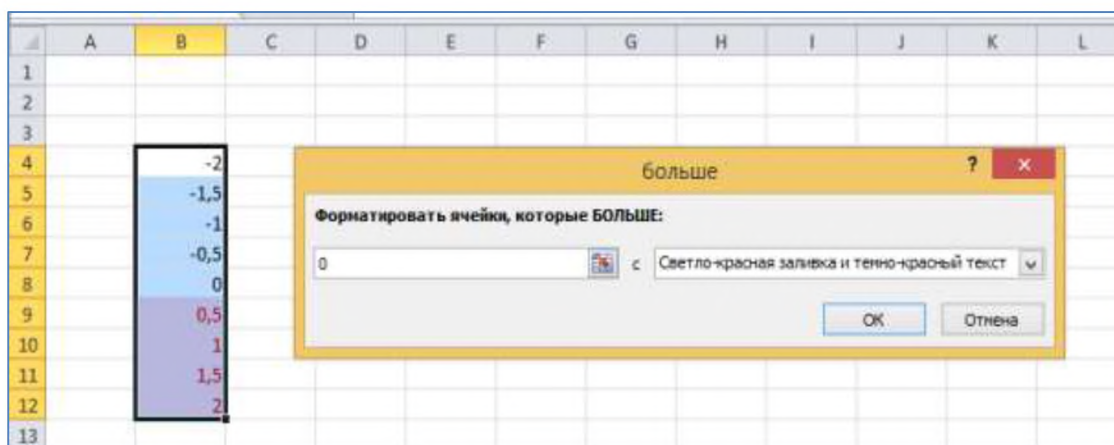 A B C D E F G H I J K L
1
2
3
4 -2
5 -1,5
6 -1
7 -0,5
8 0
9 0,5
10 1
11 1,5
12 2
13
больше ? ×
Форматировать ячейки, которые БОЛЬШЕ:
0 с Светло-красная заливка и темно-красный текст
ОК Отмена